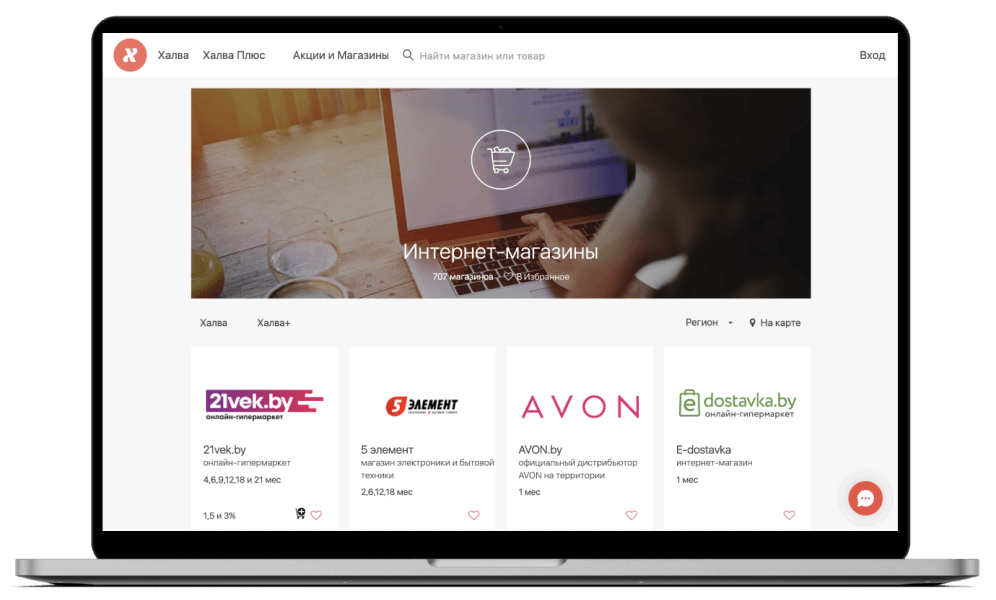 Халва Халва Плюс Акции и Магазины Найти магазин или товар Вход
Интернет-магазины
707 магазинов В Избранное
Халва Халва+ Регион На карте
21vek.by
онлайн-гипермаркет
5 ЭЛЕМЕНТ
AVON
e dostavka.by
онлайн-гипермаркет
21vek.by
онлайн-гипермаркет
4,6,9,12,18 и 21 мес
1,5 и 3%
5 элемент
магазин электроники и бытовой
техники
2,6,12,18 мес
AVON.by
официальный дистрибьютор
AVON на территории
1 мес
E-dostavka
интернет-магазин
1 мес